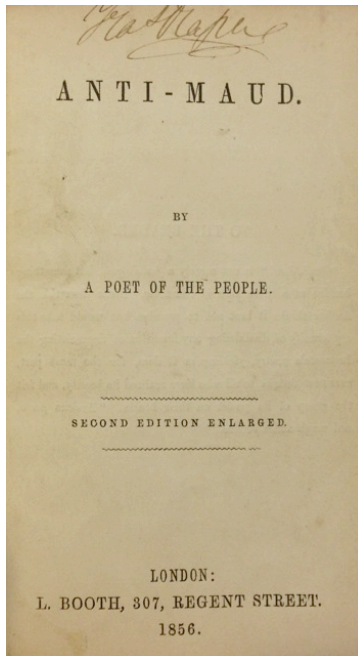 ANTI-MAUD.
BY
A POET OF THE PEOPLE.
SECOND EDITION ENLARGED.
LONDON:
L. BOOTH, 307, REGENT STREET.
1856.